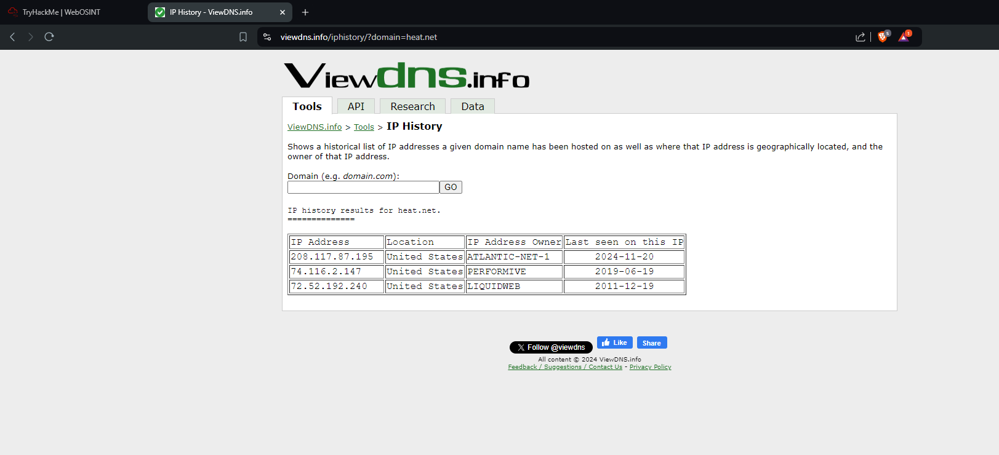 TryHackMe | WebOSINT
IP History - ViewDNS.info
viewdns.info/iphistory/?domain=heat.net
5
1
Viewdns.info
Tools API Research Data
ViewDNS.info > Tools > IP History
Shows a historical list of IP addresses a given domain name has been hosted on as well as where that IP address is geographically located, and the
owner of that IP address.
Domain (e.g. domain.com):
GO
IP history results for heat.net.
==============
IP Address Location IP Address Owner Last seen on this IP
208.117.87.195 United States ATLANTIC-NET-1 2024-11-20
74.116.2.147 United States PERFORMIVE 2019-06-19
72.52.192.240 United States LIQUIDWEB 2011-12-19
Follow @viewdns Like Share
All content © 2024 ViewDNS.info
Feedback / Suggestions / Contact Us - Privacy Policy